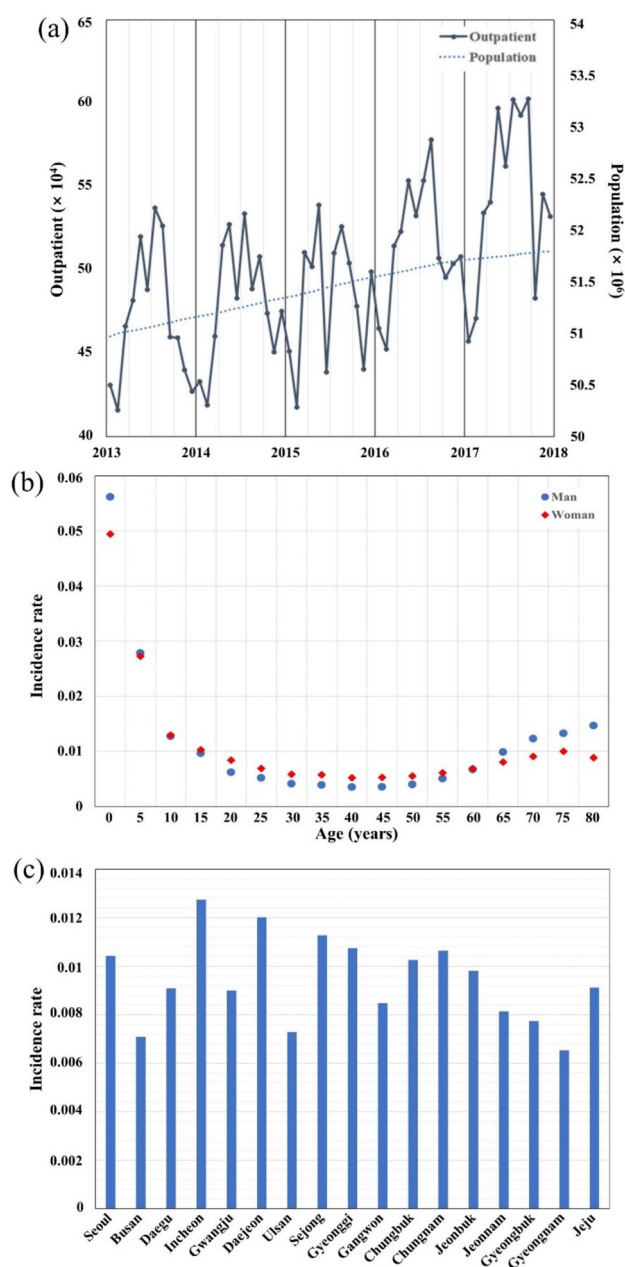 (a)
65
60
55
50
45
40
Outpatient (× 10⁴)
Outpatient
Population
54
53.5
53
52.5
52
51.5
51
50.5
50
Population (× 10⁶)
2013 2014 2015 2016 2017 2018
(b)
0.06
0.05
0.04
0.03
0.02
0.01
0
Incidence rate
Man
Woman
0 5 10 15 20 25 30 35 40 45 50 55 60 65 70 75 80
Age (years)
(c)
0.014
0.012
0.01
0.008
0.006
0.004
0.002
0
Incidence rate
Seoul
Busan
Daegu
Incheon
Gwangju
Daejeon
Ulsan
Sejong
Gyeonggi
Gangwon
Chungbuk
Chungnam
Jeonbuk
Jeonnam
Gyeongbuk
Gyeongnam
Jeju